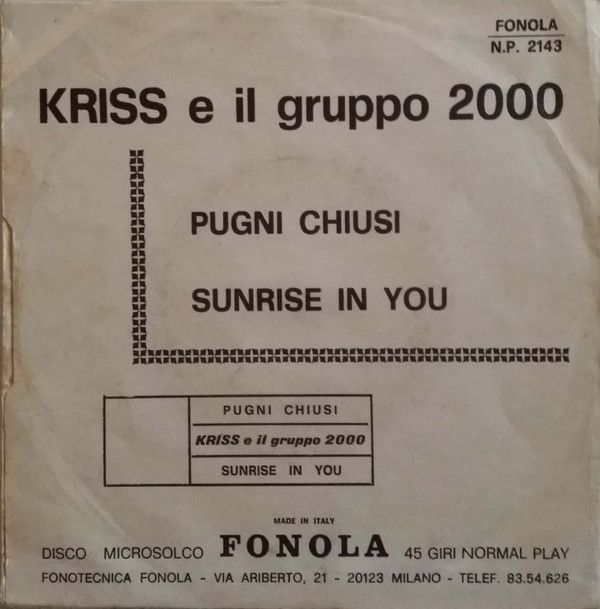 FONOLA
N.P. 2143
KRISS e il gruppo 2000
PUGNI CHIUSI
SUNRISE IN YOU
PUGNI CHIUSI
KRISS e il gruppo 2000
SUNRISE IN YOU
MADE IN ITALY
DISCO MICROSOLCO FONOLA 45 GIRI NORMAL PLAY
FONOTECNICA FONOLA - VIA ARIBERTO, 21 - 20123 MILANO - TELEF. 83.54.626